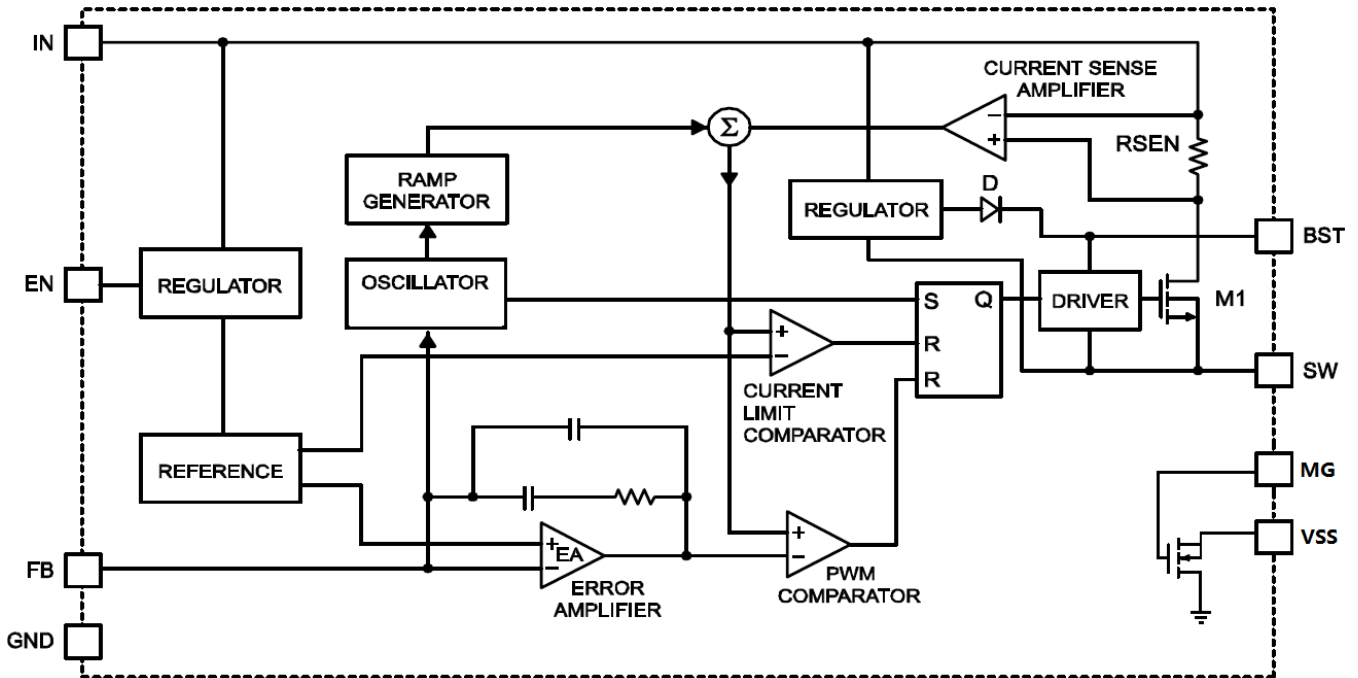 IN
CURRENT SENSE
AMPLIFIER
Σ
−
+
RSEN
RAMP
GENERATOR
D
REGULATOR
BST
EN
REGULATOR
OSCILLATOR
S
Q
DRIVER
M1
+
−
R
R
SW
CURRENT
LIMIT
COMPARATOR
REFERENCE
MG
+
EA
−
+
−
VSS
FB
ERROR
AMPLIFIER
PWM
COMPARATOR
GND